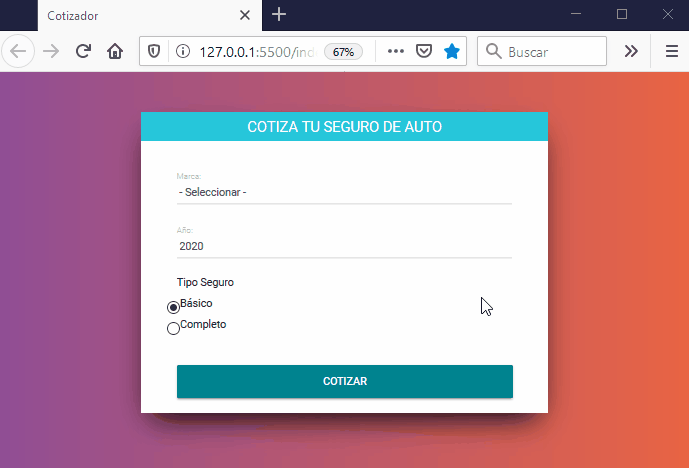 Cotizador
127.0.0.1:5500/ind
67%
Buscar
COTIZA TU SEGURO DE AUTO
Marca:
- Seleccionar -
Año:
2020
Tipo Seguro
Básico
Completo
COTIZAR